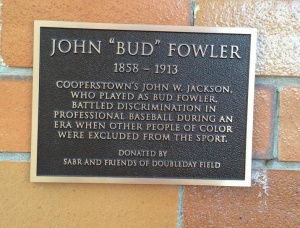 JOHN "BUD" FOWLER
1858 – 1913
COOPERSTOWN'S JOHN W. JACKSON,
WHO PLAYED AS BUD FOWLER,
BATTLED DISCRIMINATION IN
PROFESSIONAL BASEBALL DURING AN
ERA WHEN OTHER PEOPLE OF COLOR
WERE EXCLUDED FROM THE SPORT.
DONATED BY
SABR AND FRIENDS OF DOUBLEDAY FIELD